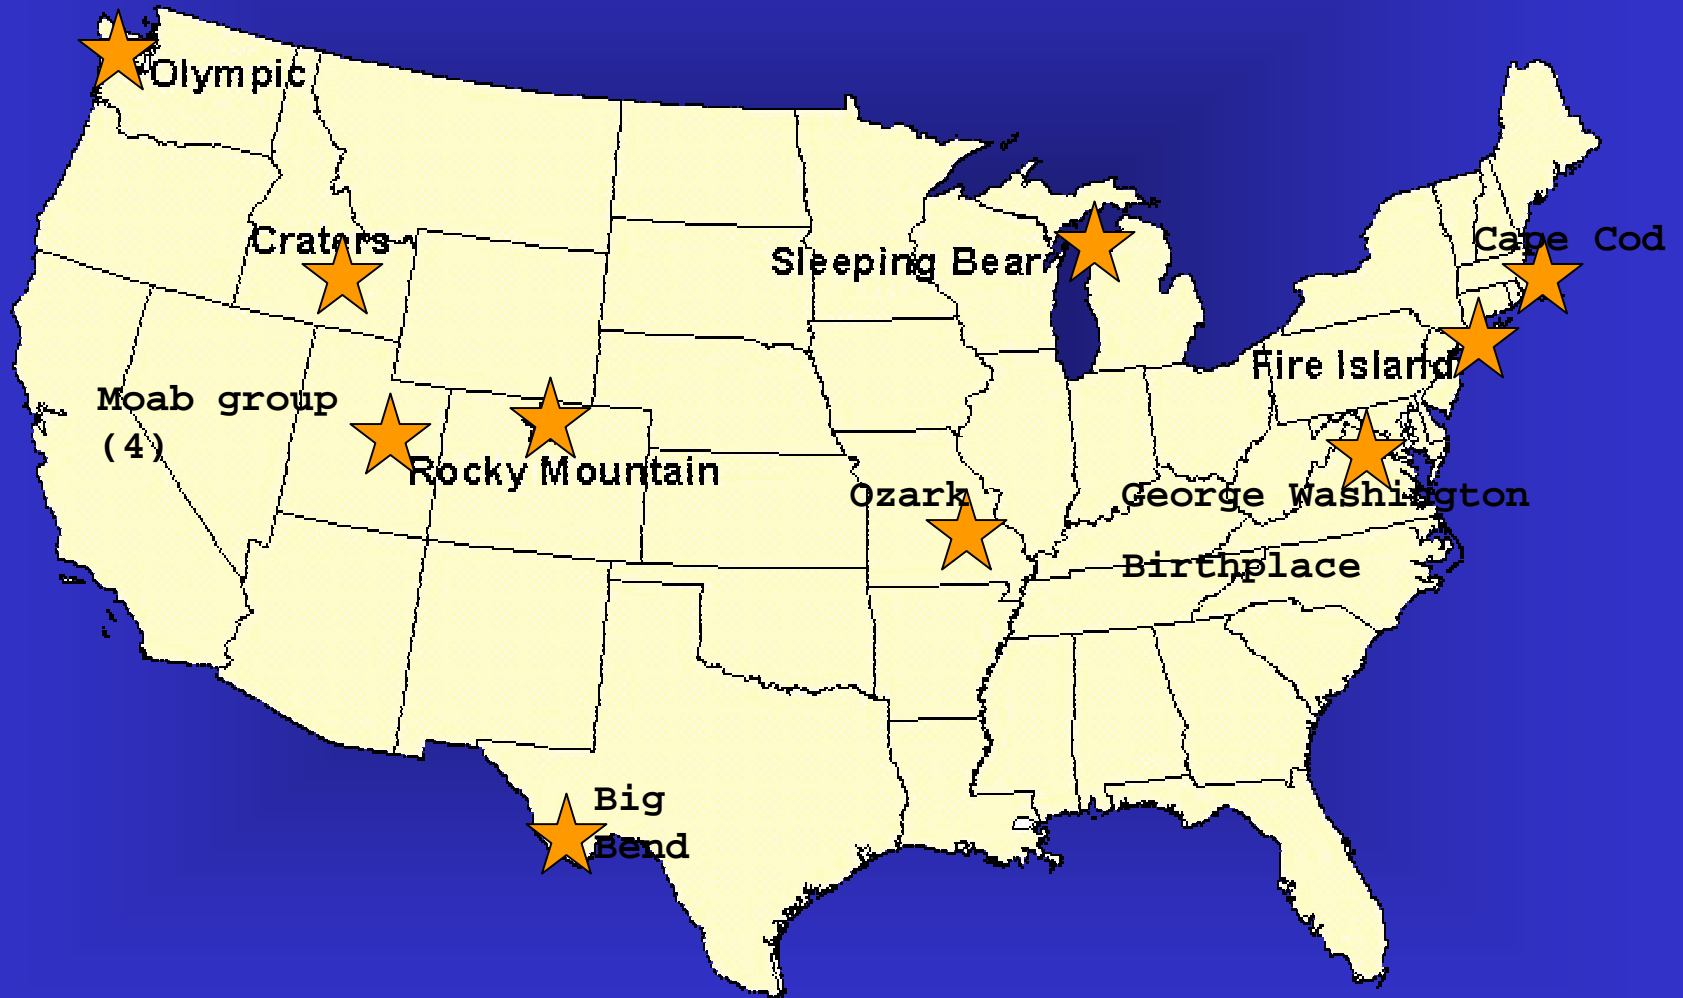 Olympic
Craters
Sleeping Bear
Cape Cod
Fire Island
Moab group
(4)
Rocky Mountain
Ozark
George Washington
Birthplace
Big
Bend